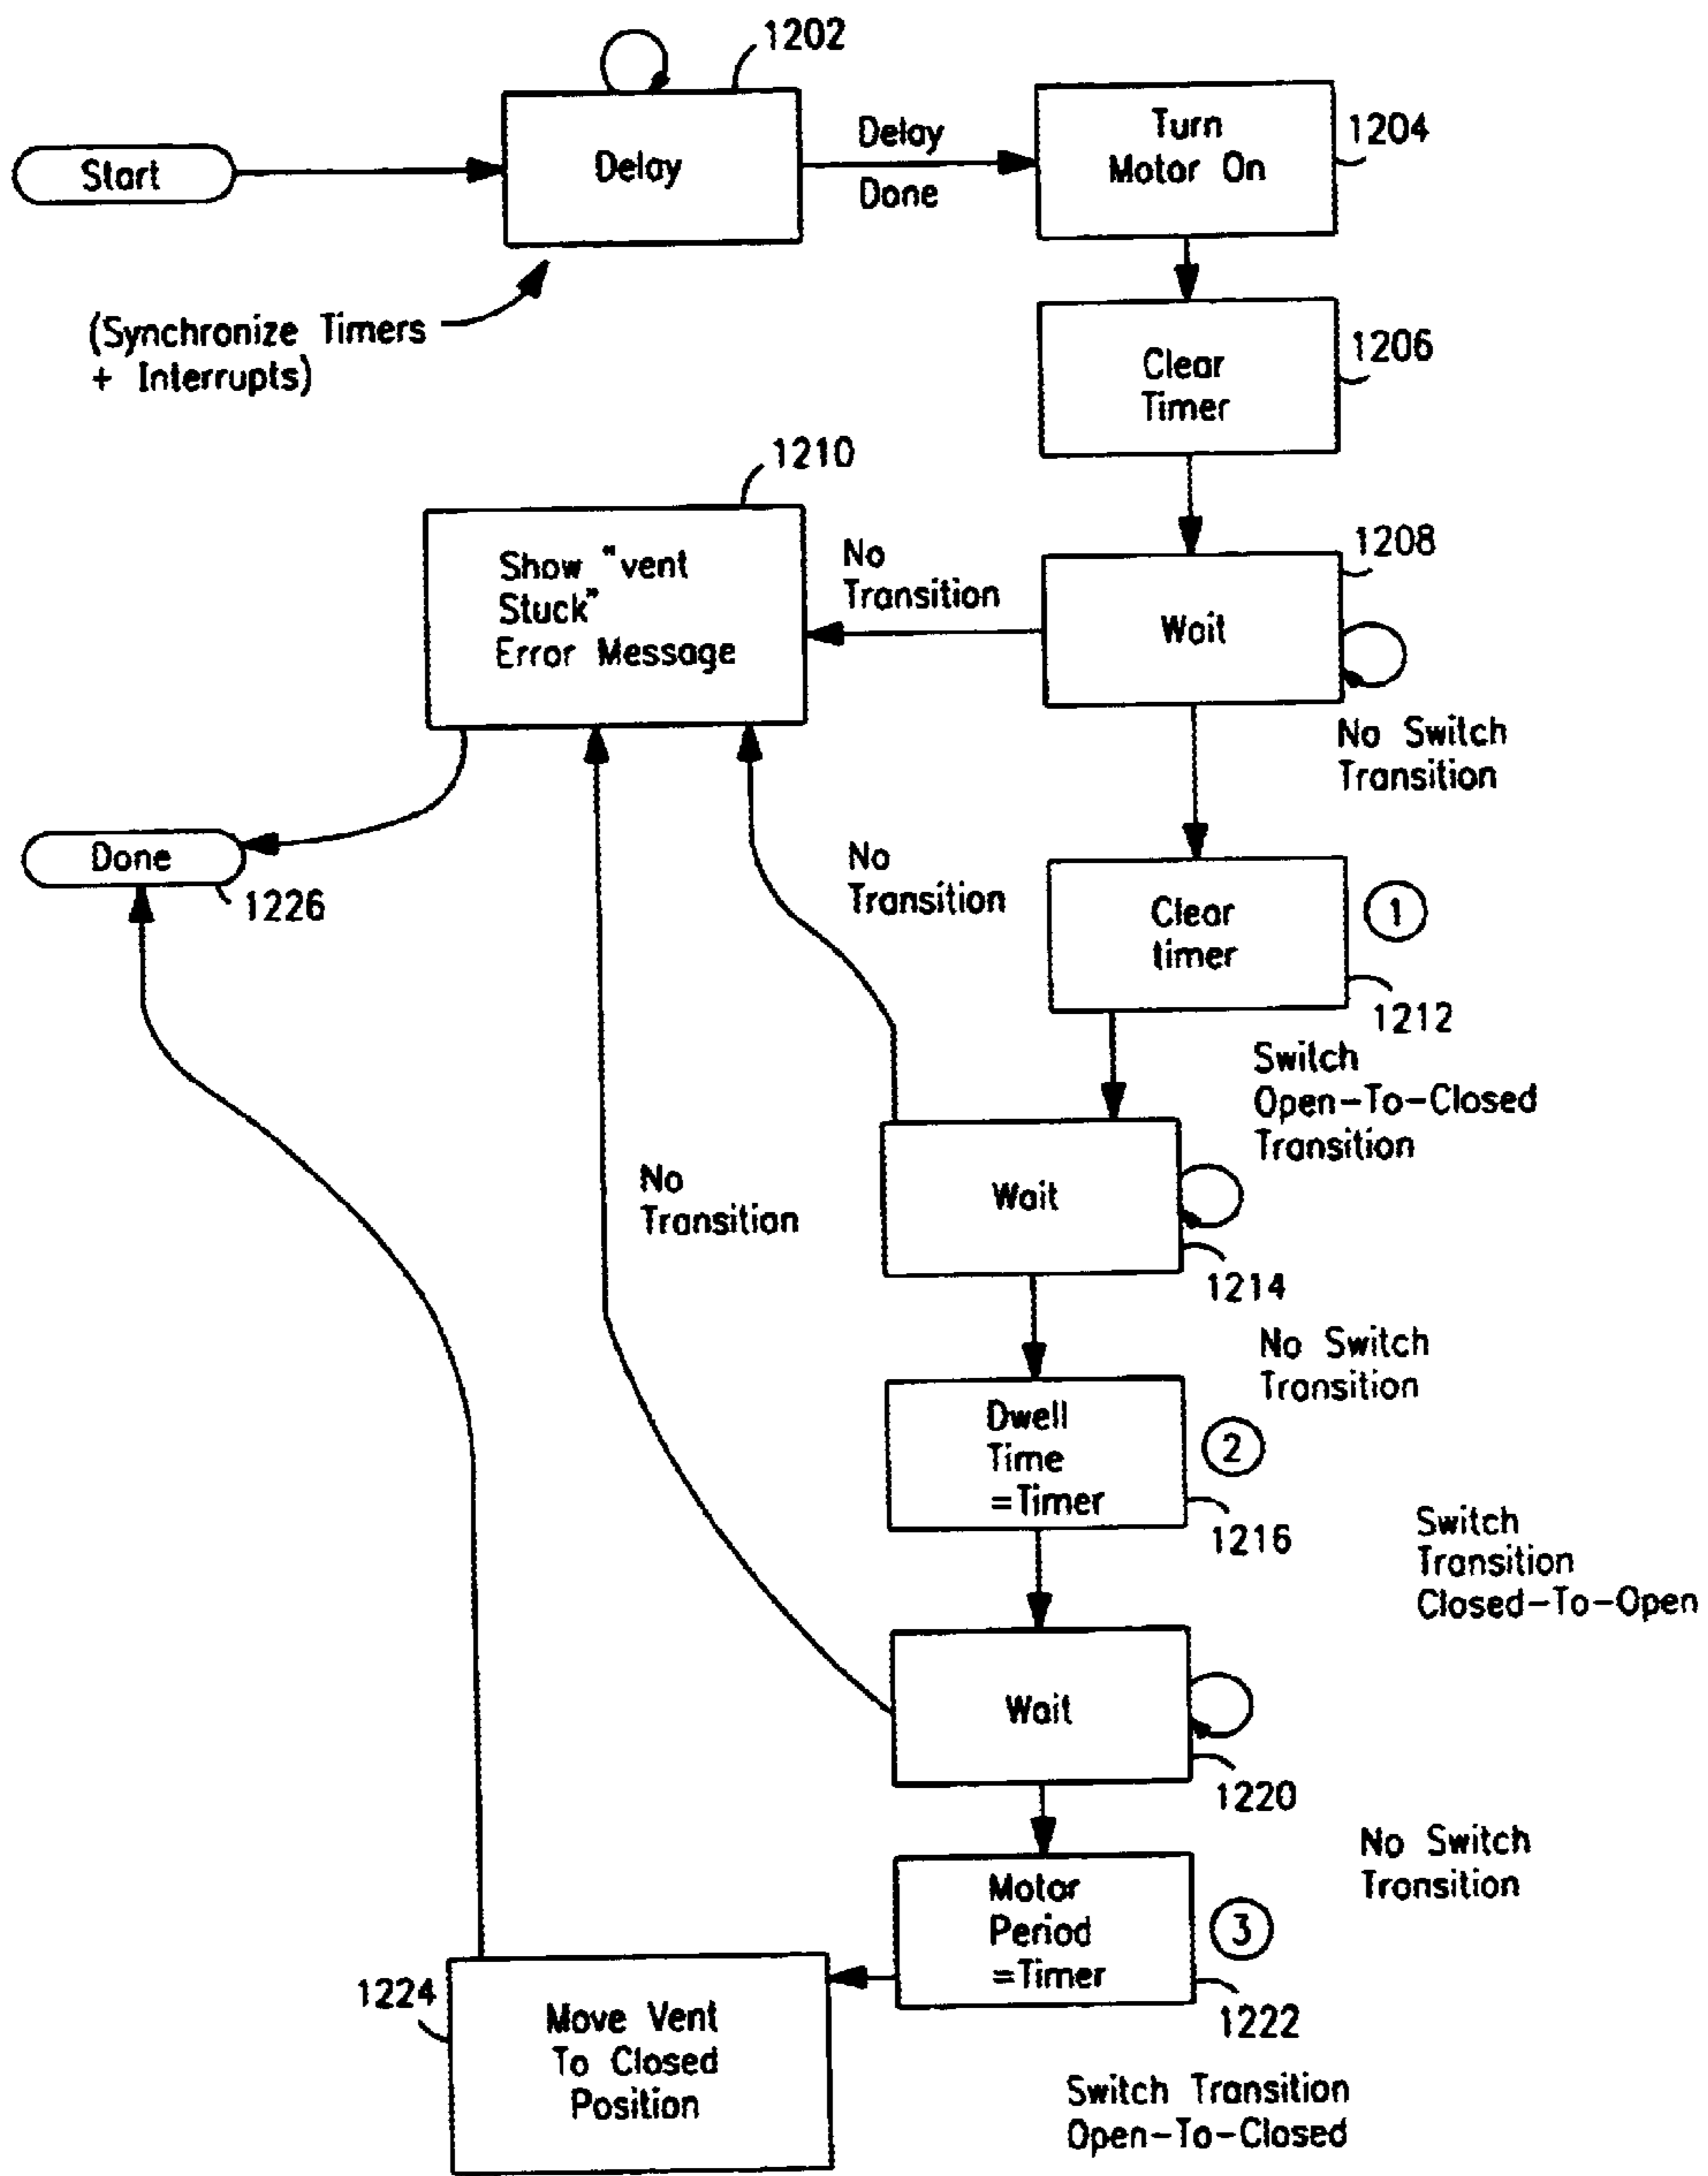 1202
Start
Delay
Delay
Done
Turn
Motor On
1204
(Synchronize Timers
+ Interrupts)
Clear
Timer
1206
1210
Show "vent
Stuck"
Error Message
No
Transition
Wait
1208
No Switch
Transition
Done
1226
No
Transition
Clear
timer
1
1212
Switch
Open-To-Closed
Transition
No
Transition
Wait
1214
No Switch
Transition
Dwell
Time
=Timer
2
1216
Switch
Transition
Closed-To-Open
Wait
1220
No Switch
Transition
Motor
Period
=Timer
3
1222
1224
Move Vent
To Closed
Position
Switch Transition
Open-To-Closed